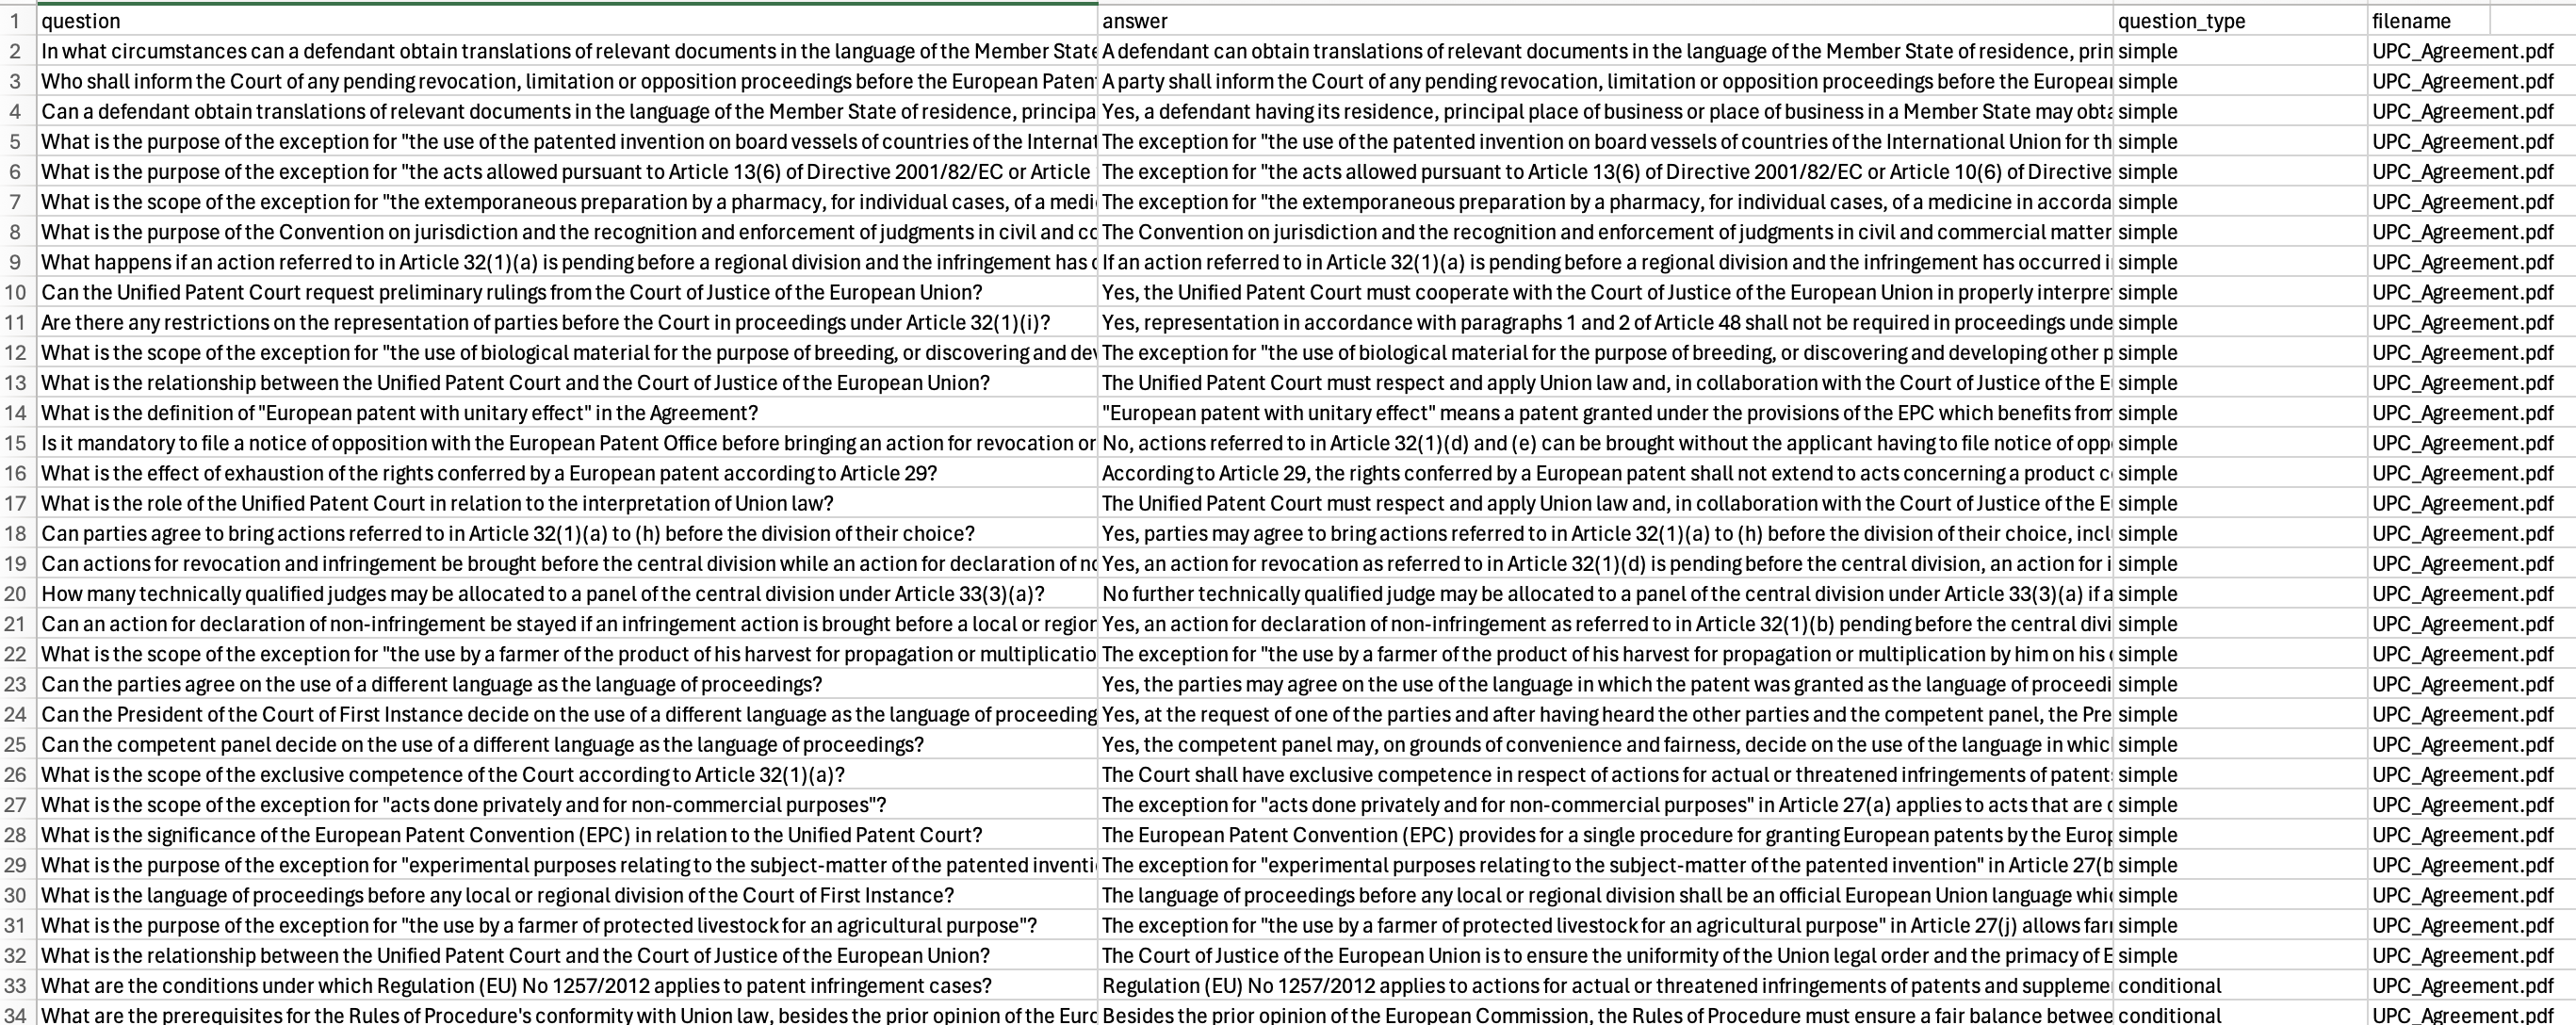 1 question answer question_type filename
2 In what circumstances can a defendant obtain translations of relevant documents in the language of the Member State A defendant can obtain translations of relevant documents in the language of the Member State of residence, prin simple UPC_Agreement.pdf
3 Who shall inform the Court of any pending revocation, limitation or opposition proceedings before the European Paten A party shall inform the Court of any pending revocation, limitation or opposition proceedings before the European simple UPC_Agreement.pdf
4 Can a defendant obtain translations of relevant documents in the language of the Member State of residence, principa Yes, a defendant having its residence, principal place of business or place of business in a Member State may obta simple UPC_Agreement.pdf
5 What is the purpose of the exception for "the use of the patented invention on board vessels of countries of the Internat The exception for "the use of the patented invention on board vessels of countries of the International Union for th simple UPC_Agreement.pdf
6 What is the purpose of the exception for "the acts allowed pursuant to Article 13(6) of Directive 2001/82/EC or Article The exception for "the acts allowed pursuant to Article 13(6) of Directive 2001/82/EC or Article 10(6) of Directive simple UPC_Agreement.pdf
7 What is the scope of the exception for "the extemporaneous preparation by a pharmacy, for individual cases, of a medi The exception for "the extemporaneous preparation by a pharmacy, for individual cases, of a medicine in accorda simple UPC_Agreement.pdf
8 What is the purpose of the Convention on jurisdiction and the recognition and enforcement of judgments in civil and co The Convention on jurisdiction and the recognition and enforcement of judgments in civil and commercial matter simple UPC_Agreement.pdf
9 What happens if an action referred to in Article 32(1)(a) is pending before a regional division and the infringement has If an action referred to in Article 32(1)(a) is pending before a regional division and the infringement has occurred i simple UPC_Agreement.pdf
10 Can the Unified Patent Court request preliminary rulings from the Court of Justice of the European Union? Yes, the Unified Patent Court must cooperate with the Court of Justice of the European Union in properly interpre simple UPC_Agreement.pdf
11 Are there any restrictions on the representation of parties before the Court in proceedings under Article 32(1)(i)? Yes, representation in accordance with paragraphs 1 and 2 of Article 48 shall not be required in proceedings unde simple UPC_Agreement.pdf
12 What is the scope of the exception for "the use of biological material for the purpose of breeding, or discovering and dev The exception for "the use of biological material for the purpose of breeding, or discovering and developing other p simple UPC_Agreement.pdf
13 What is the relationship between the Unified Patent Court and the Court of Justice of the European Union? The Unified Patent Court must respect and apply Union law and, in collaboration with the Court of Justice of the E simple UPC_Agreement.pdf
14 What is the definition of "European patent with unitary effect" in the Agreement? "European patent with unitary effect" means a patent granted under the provisions of the EPC which benefits from simple UPC_Agreement.pdf
15 Is it mandatory to file a notice of opposition with the European Patent Office before bringing an action for revocation or No, actions referred to in Article 32(1)(d) and (e) can be brought without the applicant having to file notice of opp simple UPC_Agreement.pdf
16 What is the effect of exhaustion of the rights conferred by a European patent according to Article 29? According to Article 29, the rights conferred by a European patent shall not extend to acts concerning a product c simple UPC_Agreement.pdf
17 What is the role of the Unified Patent Court in relation to the interpretation of Union law? The Unified Patent Court must respect and apply Union law and, in collaboration with the Court of Justice of the E simple UPC_Agreement.pdf
18 Can parties agree to bring actions referred to in Article 32(1)(a) to (h) before the division of their choice? Yes, parties may agree to bring actions referred to in Article 32(1)(a) to (h) before the division of their choice, incl simple UPC_Agreement.pdf
19 Can actions for revocation and infringement be brought before the central division while an action for declaration of no Yes, an action for revocation as referred to in Article 32(1)(d) is pending before the central division, an action for i simple UPC_Agreement.pdf
20 How many technically qualified judges may be allocated to a panel of the central division under Article 33(3)(a)? No further technically qualified judge may be allocated to a panel of the central division under Article 33(3)(a) if a simple UPC_Agreement.pdf
21 Can an action for declaration of non-infringement be stayed if an infringement action is brought before a local or region Yes, an action for declaration of non-infringement as referred to in Article 32(1)(b) pending before the central divi simple UPC_Agreement.pdf
22 What is the scope of the exception for "the use by a farmer of the product of his harvest for propagation or multiplicatio The exception for "the use by a farmer of the product of his harvest for propagation or multiplication by him on his simple UPC_Agreement.pdf
23 Can the parties agree on the use of a different language as the language of proceedings? Yes, the parties may agree on the use of the language in which the patent was granted as the language of proceedi simple UPC_Agreement.pdf
24 Can the President of the Court of First Instance decide on the use of a different language as the language of proceeding Yes, at the request of one of the parties and after having heard the other parties and the competent panel, the Pre simple UPC_Agreement.pdf
25 Can the competent panel decide on the use of a different language as the language of proceedings? Yes, the competent panel may, on grounds of convenience and fairness, decide on the use of the language in whic simple UPC_Agreement.pdf
26 What is the scope of the exclusive competence of the Court according to Article 32(1)(a)? The Court shall have exclusive competence in respect of actions for actual or threatened infringements of patent simple UPC_Agreement.pdf
27 What is the scope of the exception for "acts done privately and for non-commercial purposes"? The exception for "acts done privately and for non-commercial purposes" in Article 27(a) applies to acts that are simple UPC_Agreement.pdf
28 What is the significance of the European Patent Convention (EPC) in relation to the Unified Patent Court? The European Patent Convention (EPC) provides for a single procedure for granting European patents by the Europ simple UPC_Agreement.pdf
29 What is the purpose of the exception for "experimental purposes relating to the subject-matter of the patented inventi The exception for "experimental purposes relating to the subject-matter of the patented invention" in Article 27(b simple UPC_Agreement.pdf
30 What is the language of proceedings before any local or regional division of the Court of First Instance? The language of proceedings before any local or regional division shall be an official European Union language whi simple UPC_Agreement.pdf
31 What is the purpose of the exception for "the use by a farmer of protected livestock for an agricultural purpose"? The exception for "the use by a farmer of protected livestock for an agricultural purpose" in Article 27(j) allows far simple UPC_Agreement.pdf
32 What is the relationship between the Unified Patent Court and the Court of Justice of the European Union? The Court of Justice of the European Union is to ensure the uniformity of the Union legal order and the primacy of E simple UPC_Agreement.pdf
33 What are the conditions under which Regulation (EU) No 1257/2012 applies to patent infringement cases? Regulation (EU) No 1257/2012 applies to actions for actual or threatened infringements of patents and suppleme conditional UPC_Agreement.pdf
34 What are the prerequisites for the Rules of Procedure's conformity with Union law, besides the prior opinion of the Euro Besides the prior opinion of the European Commission, the Rules of Procedure must ensure a fair balance betwee conditional UPC_Agreement.pdf